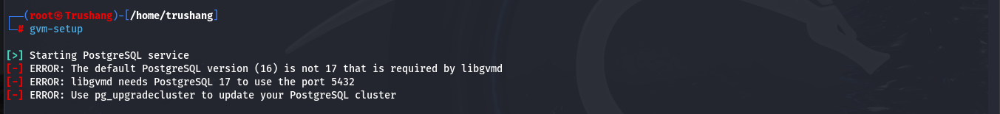 ┌──(root㉿Trushang)-[/home/trushang]
└─# gvm-setup
[>] Starting PostgreSQL service
[-] ERROR: The default PostgreSQL version (16) is not 17 that is required by libgvmd
[-] ERROR: libgvmd needs PostgreSQL 17 to use the port 5432
[-] ERROR: Use pg_upgradecluster to update your PostgreSQL cluster